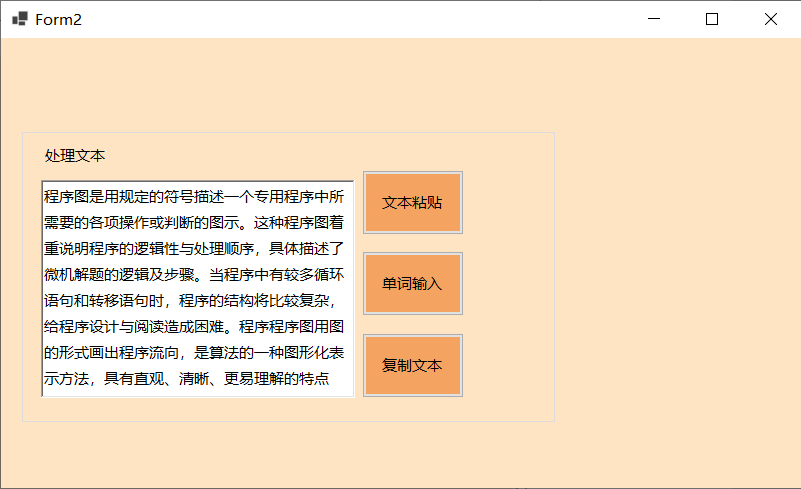 Form2
处理文本
程序图是用规定的符号描述一个专用程序中所
需要的各项操作或判断的图示。这种程序图着
重说明程序的逻辑性与处理顺序，具体描述了
微机解题的逻辑及步骤。当程序中有较多循环
语句和转移语句时，程序的结构将比较复杂，
给程序设计与阅读造成困难。程序程序图用图
的形式画出程序流向，是算法的一种图形化表
示方法，具有直观、清晰、更易理解的特点
文本粘贴
单词输入
复制文本